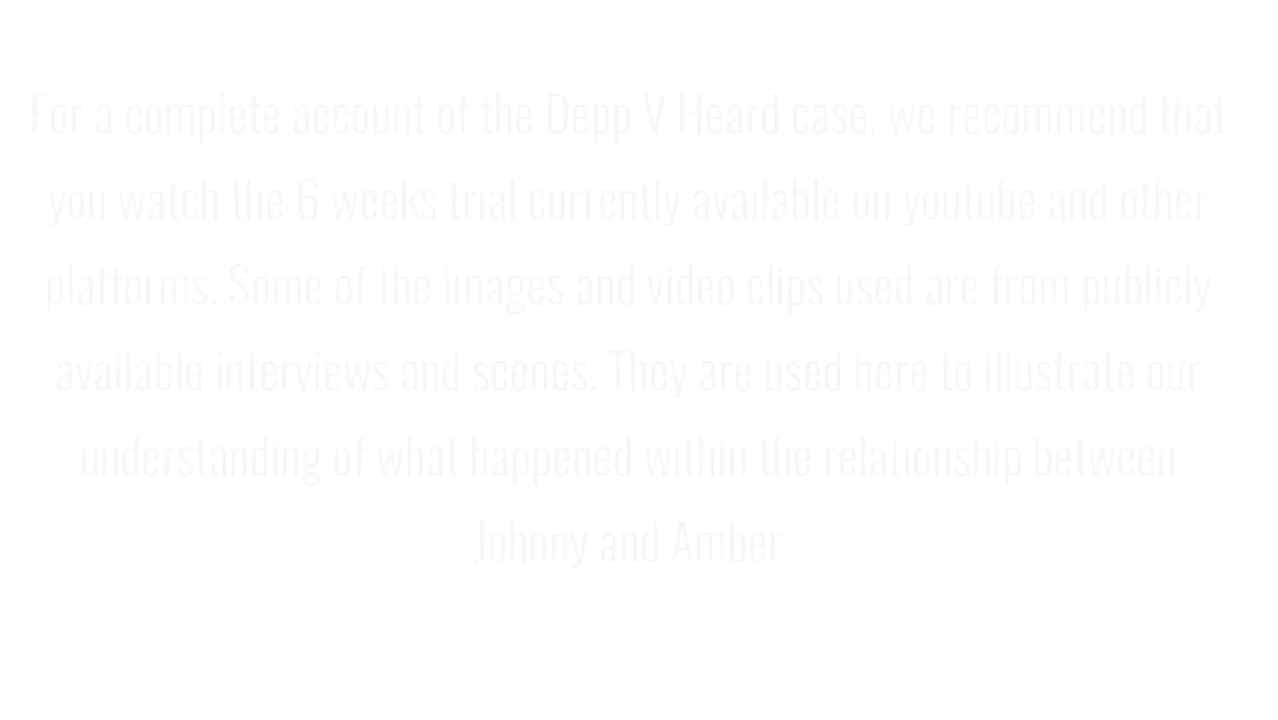 For a complete account of the Depp V Heard case, we recommend that
you watch the 6 weeks trial currently available on youtube and other
platforms. Some of the images and video clips used are from publicly
available interviews and scenes. They are used here to illustrate our
understanding of what happened within the relationship between
Johnny and Amber